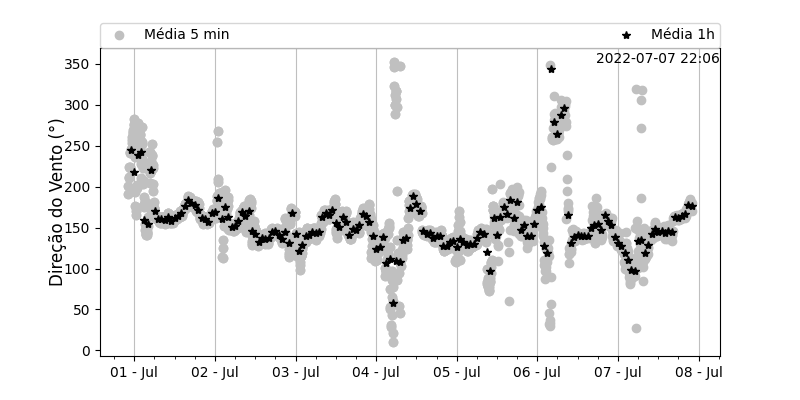 Média 5 min
Média 1h
2022-07-07 22:06
Direção do Vento (°)
350
300
250
200
150
100
50
0
01 - Jul
02 - Jul
03 - Jul
04 - Jul
05 - Jul
06 - Jul
07 - Jul
08 - Jul